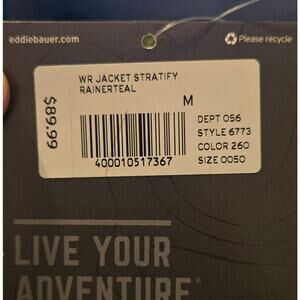 eddiebauer.com
Please recycle
WR JACKET STRATIFY
RAINERTEAL
M
$89.99
DEPT 056
STYLE 6773
COLOR 260
SIZE 0050
400010517367
LIVE YOUR
ADVENTURE